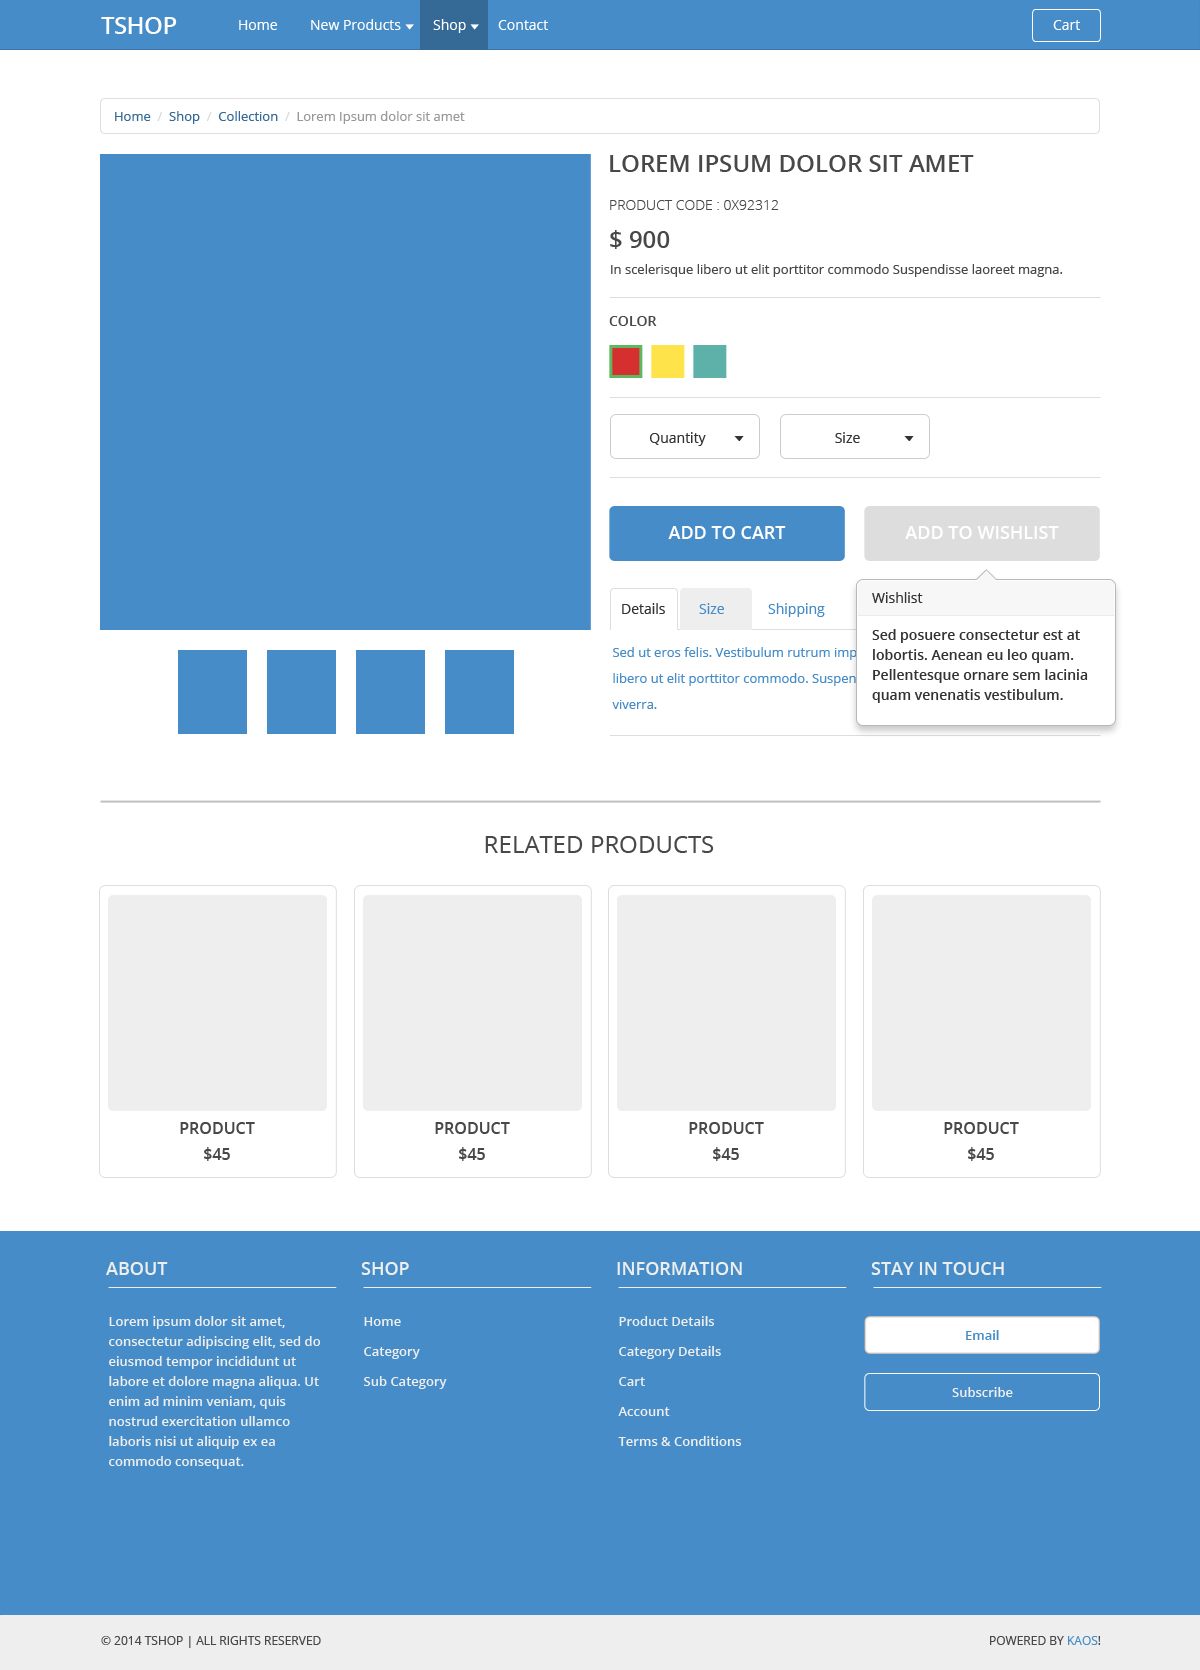 TSHOP Home New Products Shop Contact Cart
Home / Shop / Collection / Lorem Ipsum dolor sit amet
LOREM IPSUM DOLOR SIT AMET
PRODUCT CODE : 0X92312
$ 900
In scelerisque libero ut elit porttitor commodo Suspendisse laoreet magna.
COLOR
Quantity Size
ADD TO CART ADD TO WISHLIST
Details Size Shipping
Sed ut eros felis. Vestibulum rutrum imp
libero ut elit porttitor commodo. Suspen
viverra.
Wishlist
Sed posuere consectetur est at
lobortis. Aenean eu leo quam.
Pellentesque ornare sem lacinia
quam venenatis vestibulum.
RELATED PRODUCTS
PRODUCT PRODUCT PRODUCT PRODUCT
$45 $45 $45 $45
ABOUT
Lorem ipsum dolor sit amet,
consectetur adipiscing elit, sed do
eiusmod tempor incididunt ut
labore et dolore magna aliqua. Ut
enim ad minim veniam, quis
nostrud exercitation ullamco
laboris nisi ut aliquip ex ea
commodo consequat.
SHOP
Home
Category
Sub Category
INFORMATION
Product Details
Category Details
Cart
Account
Terms & Conditions
STAY IN TOUCH
Email
Subscribe
© 2014 TSHOP | ALL RIGHTS RESERVED POWERED BY KAOS!